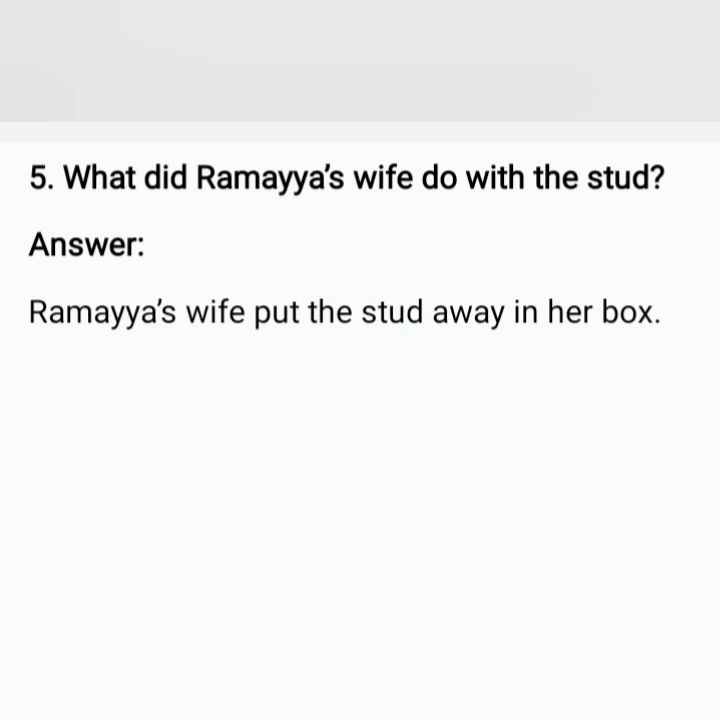 5. What did Ramayya's wife do with the stud?
Answer:
Ramayya's wife put the stud away in her box.